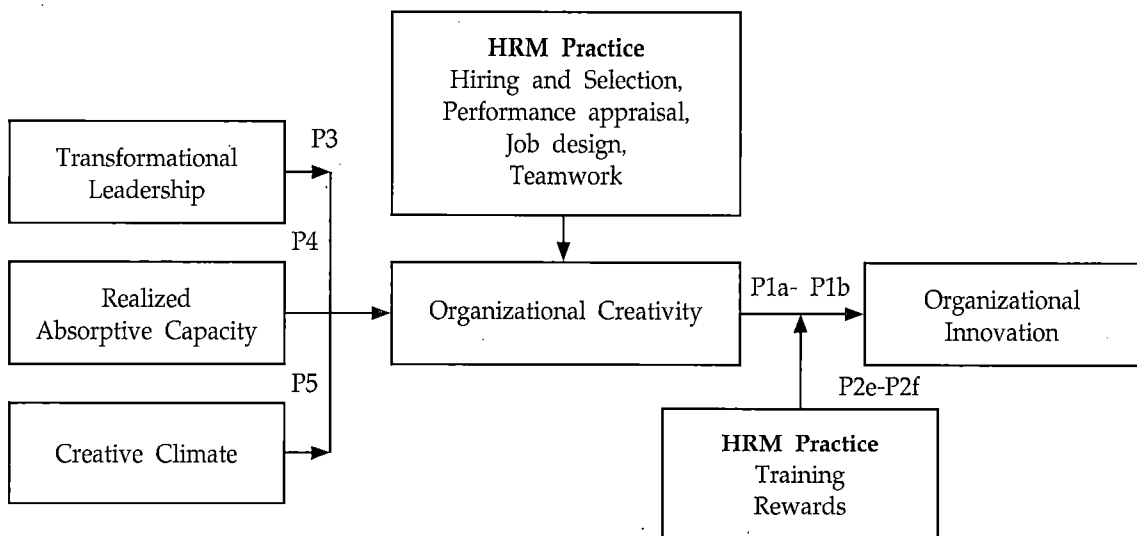 HRM Practice
Hiring and Selection,
Performance appraisal,
Job design,
Teamwork
P3
Transformational
Leadership
P4
Realized
Absorptive Capacity
Organizational Creativity
P1a- P1b
Organizational
Innovation
P5
P2e-P2f
Creative Climate
HRM Practice
Training
Rewards